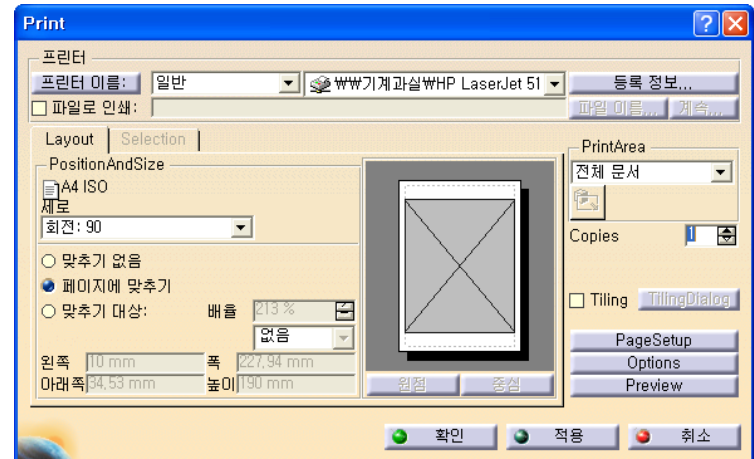 Print
프린터
프린터 이름: 일반 ₩₩기계과실₩HP LaserJet 51 등록 정보...
파일로 인쇄: 파일 이름... 계속...
Layout Selection
PositionAndSize
A4 ISO
세로
회전: 90
맞추기 없음
페이지에 맞추기
맞추기 대상: 배율 213 %
없음
왼쪽 10 mm 폭 227,94 mm
아래쪽 34,53 mm 높이 190 mm
원점 중심
PrintArea
전체 문서
Copies 1
Tiling TilingDialog
PageSetup
Options
Preview
확인 적용 취소